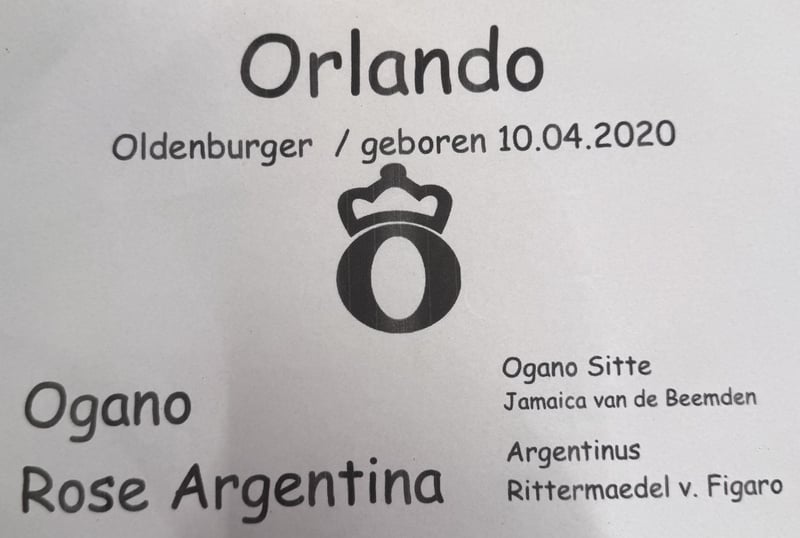 Orlando
Oldenburger / geboren 10.04.2020
O
Ogano
Rose Argentina
Ogano Sitte
Jamaica van de Beemden
Argentinus
Rittermaedel v. Figaro